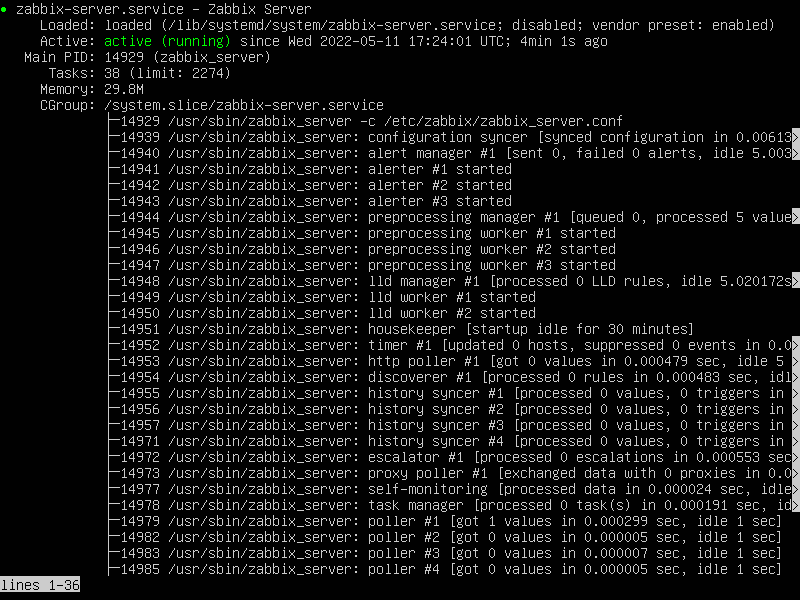 ● zabbix-server.service - Zabbix Server
Loaded: loaded (/lib/systemd/system/zabbix-server.service; disabled; vendor preset: enabled)
Active: active (running) since Wed 2022-05-11 17:24:01 UTC; 4min 1s ago
Main PID: 14929 (zabbix_server)
Tasks: 38 (limit: 2274)
Memory: 29.8M
CGroup: /system.slice/zabbix-server.service
├─14929 /usr/sbin/zabbix_server -c /etc/zabbix/zabbix_server.conf
├─14939 /usr/sbin/zabbix_server: configuration syncer [synced configuration in 0.00613>
├─14940 /usr/sbin/zabbix_server: alert manager #1 [sent 0, failed 0 alerts, idle 5.003>
├─14941 /usr/sbin/zabbix_server: alerter #1 started
├─14942 /usr/sbin/zabbix_server: alerter #2 started
├─14943 /usr/sbin/zabbix_server: alerter #3 started
├─14944 /usr/sbin/zabbix_server: preprocessing manager #1 [queued 0, processed 5 value>
├─14945 /usr/sbin/zabbix_server: preprocessing worker #1 started
├─14946 /usr/sbin/zabbix_server: preprocessing worker #2 started
├─14947 /usr/sbin/zabbix_server: preprocessing worker #3 started
├─14948 /usr/sbin/zabbix_server: lld manager #1 [processed 0 LLD rules, idle 5.020172s>
├─14949 /usr/sbin/zabbix_server: lld worker #1 started
├─14950 /usr/sbin/zabbix_server: lld worker #2 started
├─14951 /usr/sbin/zabbix_server: housekeeper [startup idle for 30 minutes]
├─14952 /usr/sbin/zabbix_server: timer #1 [updated 0 hosts, suppressed 0 events in 0.0>
├─14953 /usr/sbin/zabbix_server: http poller #1 [got 0 values in 0.000479 sec, idle 5 >
├─14954 /usr/sbin/zabbix_server: discoverer #1 [processed 0 rules in 0.000483 sec, idl>
├─14955 /usr/sbin/zabbix_server: history syncer #1 [processed 0 values, 0 triggers in >
├─14956 /usr/sbin/zabbix_server: history syncer #2 [processed 0 values, 0 triggers in >
├─14957 /usr/sbin/zabbix_server: history syncer #3 [processed 0 values, 0 triggers in >
├─14971 /usr/sbin/zabbix_server: history syncer #4 [processed 0 values, 0 triggers in >
├─14972 /usr/sbin/zabbix_server: escalator #1 [processed 0 escalations in 0.000553 sec>
├─14973 /usr/sbin/zabbix_server: proxy poller #1 [exchanged data with 0 proxies in 0.0>
├─14977 /usr/sbin/zabbix_server: self-monitoring [processed data in 0.000024 sec, idle>
├─14978 /usr/sbin/zabbix_server: task manager [processed 0 task(s) in 0.000191 sec, id>
├─14979 /usr/sbin/zabbix_server: poller #1 [got 1 values in 0.000299 sec, idle 1 sec]
├─14982 /usr/sbin/zabbix_server: poller #2 [got 0 values in 0.000005 sec, idle 1 sec]
├─14983 /usr/sbin/zabbix_server: poller #3 [got 0 values in 0.000007 sec, idle 1 sec]
├─14985 /usr/sbin/zabbix_server: poller #4 [got 0 values in 0.000005 sec, idle 1 sec]
lines 1-36